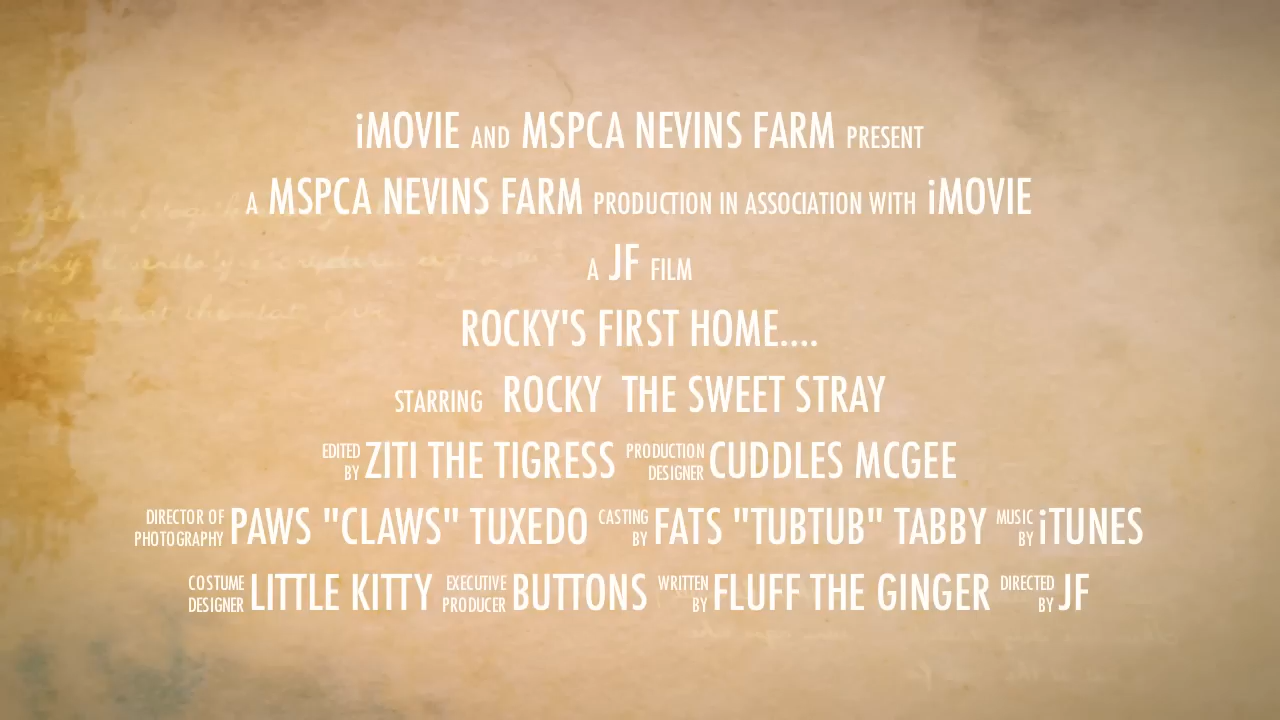 iMOVIE AND MSPCA NEVINS FARM PRESENT
A MSPCA NEVINS FARM PRODUCTION IN ASSOCIATION WITH iMOVIE
A JF FILM
ROCKY'S FIRST HOME....
STARRING ROCKY THE SWEET STRAY
EDITED BY ZITI THE TIGRESS PRODUCTION DESIGNER CUDDLES MCGEE
DIRECTOR OF PHOTOGRAPHY PAWS "CLAWS" TUXEDO CASTING BY FATS "TUBTUB" TABBY MUSIC BY iTUNES
COSTUME DESIGNER LITTLE KITTY EXECUTIVE PRODUCER BUTTONS WRITTEN BY FLUFF THE GINGER DIRECTED BY JF